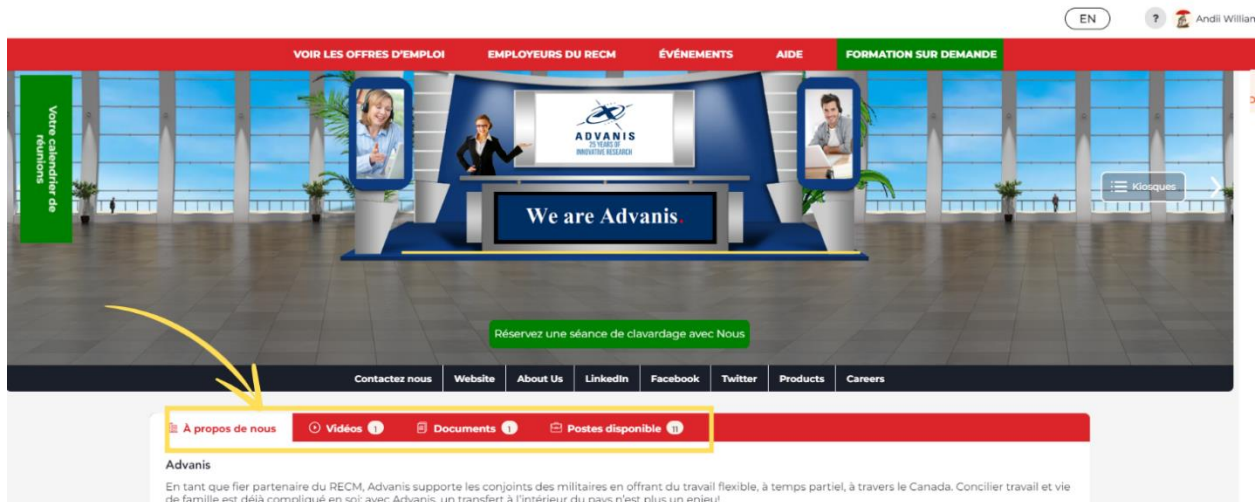 EN
?
Andii Willian
VOIR LES OFFRES D'EMPLOI EMPLOYEURS DU RECM ÉVÉNEMENTS AIDE FORMATION SUR DEMANDE
Votre calendrier de
réunions
ADVANIS
25 YEARS OF
INNOVATIVE RESEARCH
Kiosques
We are Advanis.
Réservez une séance de clavardage avec Nous
Contactez nous Website About Us LinkedIn Facebook Twitter Products Careers
À propos de nous Vidéos 1 Documents 1 Postes disponible 11
Advanis
En tant que fier partenaire du RECM, Advanis supporte les conjoints des militaires en offrant du travail flexible, à temps partiel, à travers le Canada. Concilier travail et vie
de famille est déjà compliqué en soi; avec Advanis, un transfert à l'intérieur du pays n'est plus un enjeu!